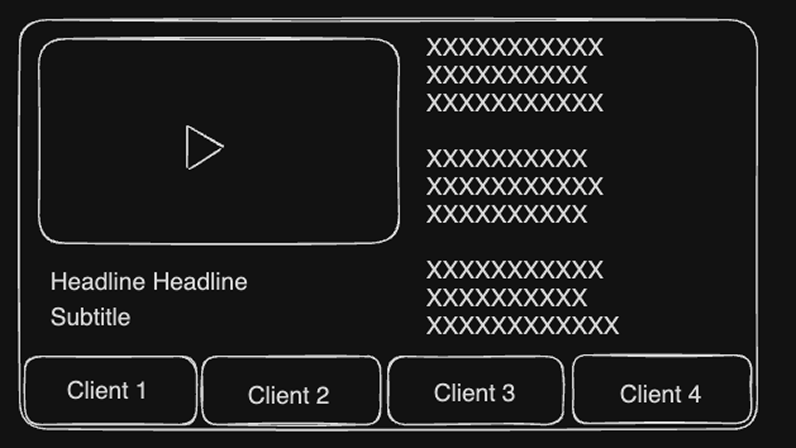 Headline Headline
Subtitle
XXXXXXXXXXX
XXXXXXXXXX
XXXXXXXXXXX
XXXXXXXXXX
XXXXXXXXXXX
XXXXXXXXXX
XXXXXXXXXXX
XXXXXXXXXX
XXXXXXXXXXXX
Client 1
Client 2
Client 3
Client 4